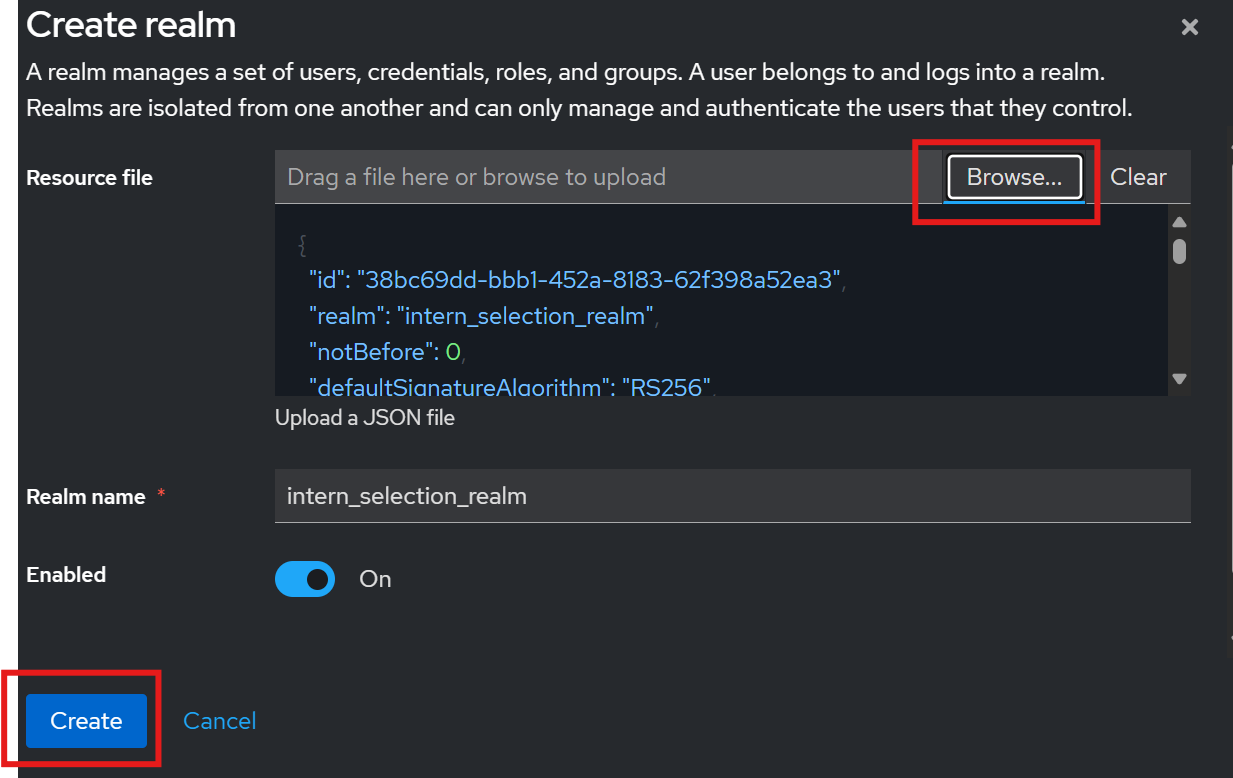 Create realm
A realm manages a set of users, credentials, roles, and groups. A user belongs to and logs into a realm.
Realms are isolated from one another and can only manage and authenticate the users that they control.
Resource file
Drag a file here or browse to upload
Browse...
Clear
{
"id": "38bc69dd-bbb1-452a-8183-62f398a52ea3",
"realm": "intern_selection_realm",
"notBefore": 0,
"defaultSignatureAlgorithm": "RS256",
Upload a JSON file
Realm name *
intern_selection_realm
Enabled
On
Create
Cancel